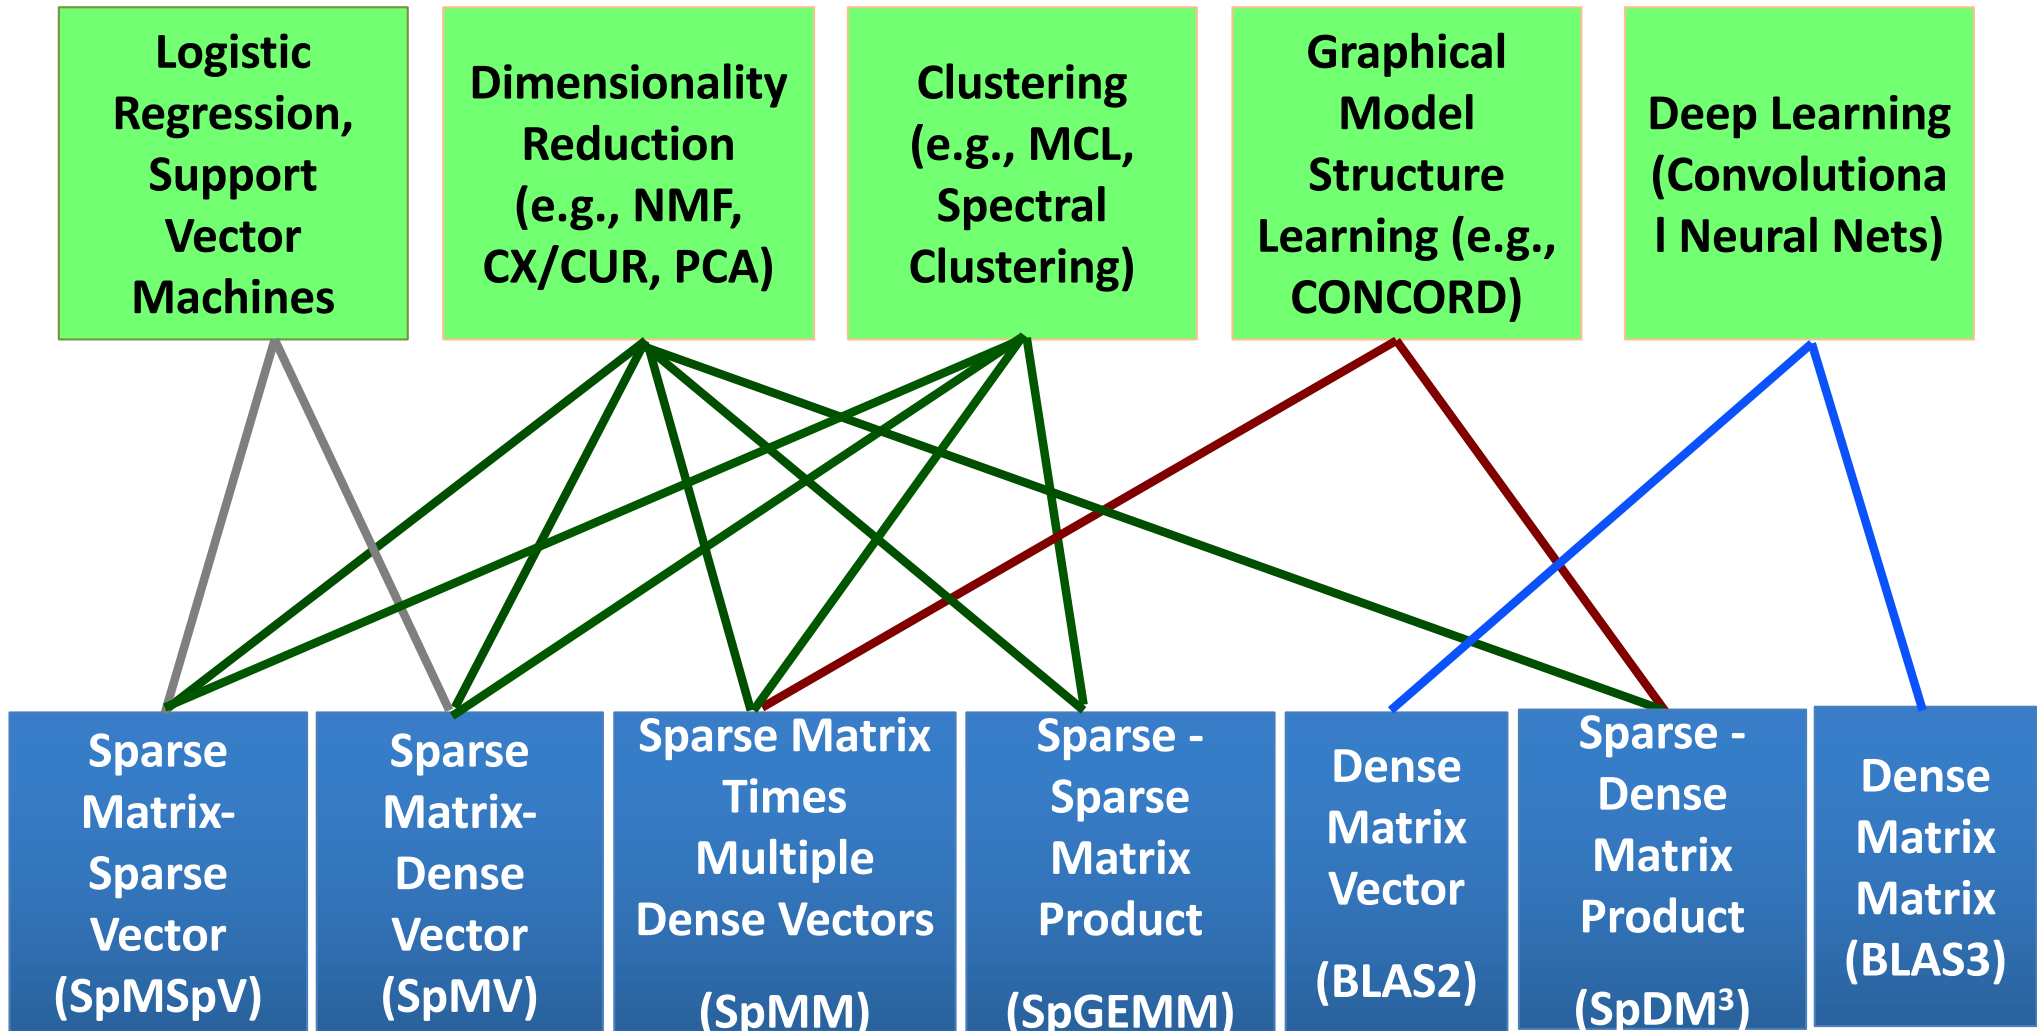 Logistic
Regression,
Support
Vector
Machines
Dimensionality
Reduction
(e.g., NMF,
CX/CUR, PCA)
Clustering
(e.g., MCL,
Spectral
Clustering)
Graphical
Model
Structure
Learning (e.g.,
CONCORD)
Deep Learning
(Convolutiona
l Neural Nets)
Sparse
Matrix-
Sparse
Vector
(SpMSpV)
Sparse
Matrix-
Dense
Vector
(SpMV)
Sparse Matrix
Times
Multiple
Dense Vectors
(SpMM)
Sparse -
Sparse
Matrix
Product
(SpGEMM)
Dense
Matrix
Vector
(BLAS2)
Sparse -
Dense
Matrix
Product
(SpDM³)
Dense
Matrix
Matrix
(BLAS3)